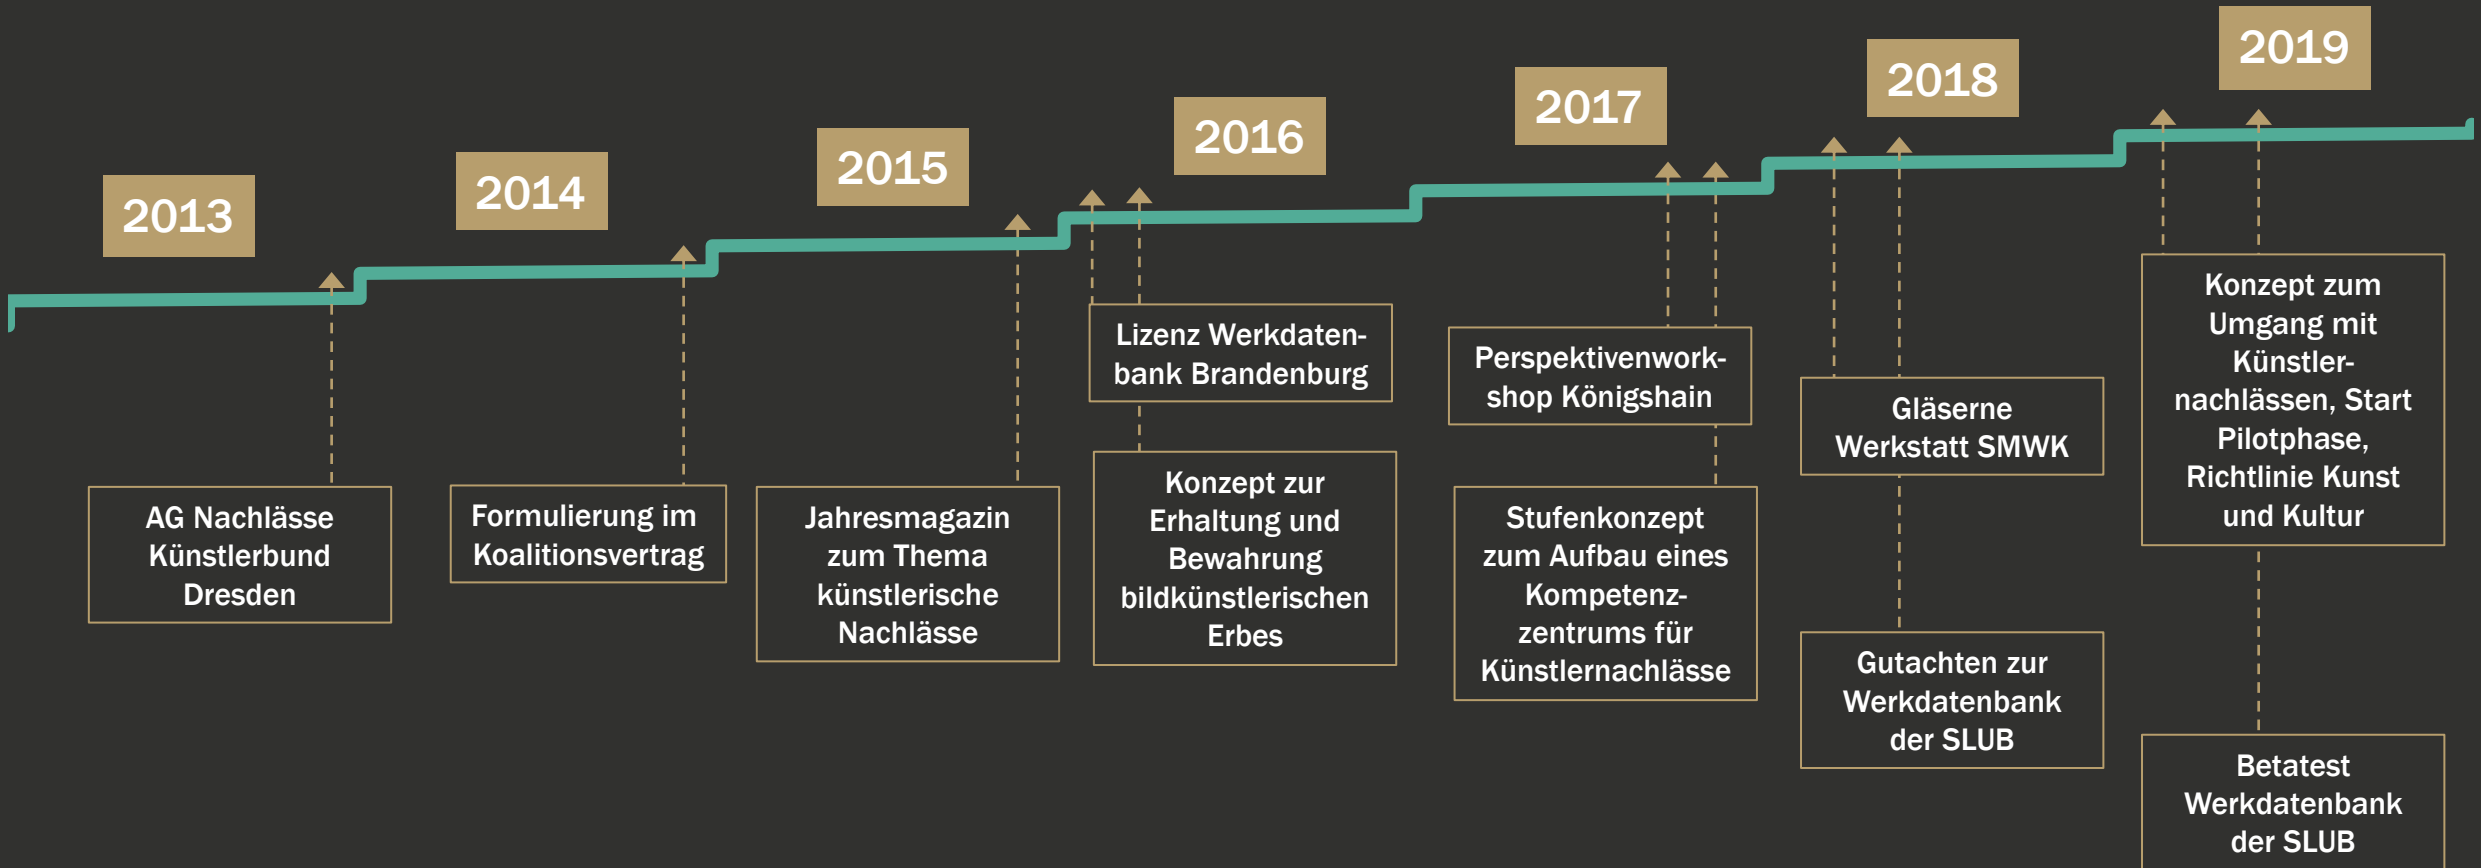 2013
2014
2015
2016
2017
2018
2019
AG Nachlässe
Künstlerbund
Dresden
Formulierung im
Koalitionsvertrag
Jahresmagazin
zum Thema
künstlerische
Nachlässe
Lizenz Werkdaten-
bank Brandenburg
Konzept zur
Erhaltung und
Bewahrung
bildkünstlerischen
Erbes
Perspektivenwork-
shop Königshain
Stufenkonzept
zum Aufbau eines
Kompetenz-
zentrums für
Künstlernachlässe
Gläserne
Werkstatt SMWK
Gutachten zur
Werkdatenbank
der SLUB
Konzept zum
Umgang mit
Künstler-
nachlässen, Start
Pilotphase,
Richtlinie Kunst
und Kultur
Betatest
Werkdatenbank
der SLUB